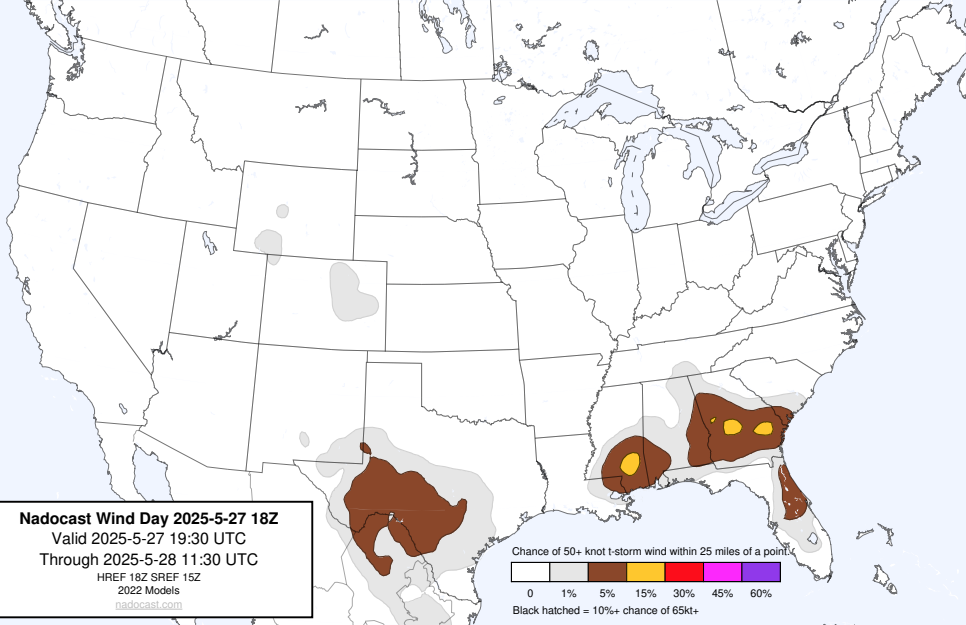 Nadocast Wind Day 2025-5-27 18Z
Valid 2025-5-27 19:30 UTC
Through 2025-5-28 11:30 UTC
HREF 18Z SREF 15Z
2022 Models
nadocast.com
Chance of 50+ knot t-storm wind within 25 miles of a point.
0 1% 5% 15% 30% 45% 60%
Black hatched = 10%+ chance of 65kt+